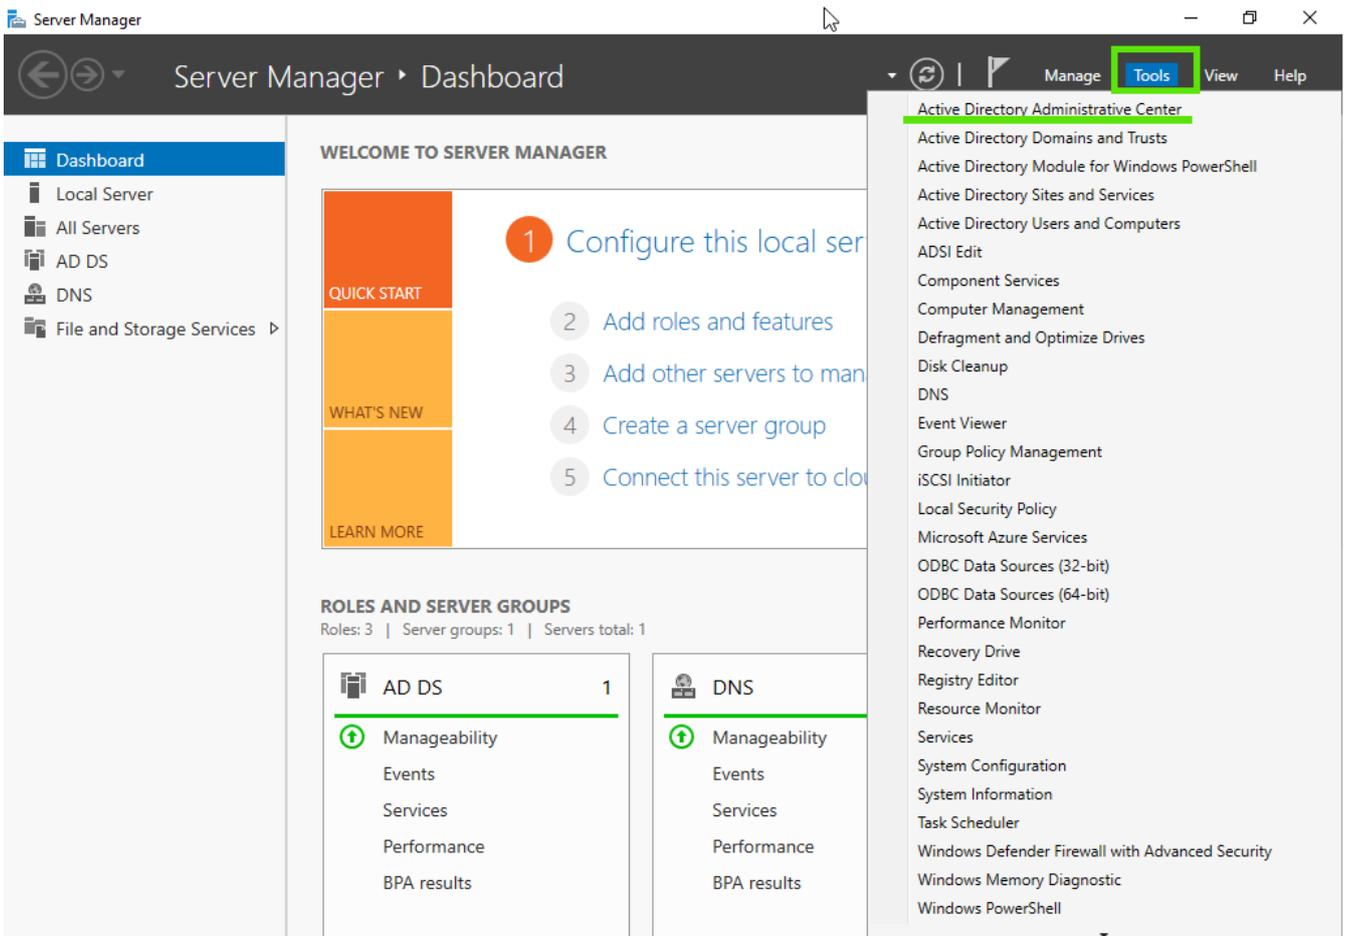 Server Manager
Server Manager ‣ Dashboard
Manage Tools View Help
Dashboard
Local Server
All Servers
AD DS
DNS
File and Storage Services
WELCOME TO SERVER MANAGER
QUICK START
WHAT'S NEW
LEARN MORE
1 Configure this local ser
2 Add roles and features
3 Add other servers to man
4 Create a server group
5 Connect this server to clou
ROLES AND SERVER GROUPS
Roles: 3 | Server groups: 1 | Servers total: 1
AD DS 1
Manageability
Events
Services
Performance
BPA results
DNS
Manageability
Events
Services
Performance
BPA results
Active Directory Administrative Center
Active Directory Domains and Trusts
Active Directory Module for Windows PowerShell
Active Directory Sites and Services
Active Directory Users and Computers
ADSI Edit
Component Services
Computer Management
Defragment and Optimize Drives
Disk Cleanup
DNS
Event Viewer
Group Policy Management
iSCSI Initiator
Local Security Policy
Microsoft Azure Services
ODBC Data Sources (32-bit)
ODBC Data Sources (64-bit)
Performance Monitor
Recovery Drive
Registry Editor
Resource Monitor
Services
System Configuration
System Information
Task Scheduler
Windows Defender Firewall with Advanced Security
Windows Memory Diagnostic
Windows PowerShell